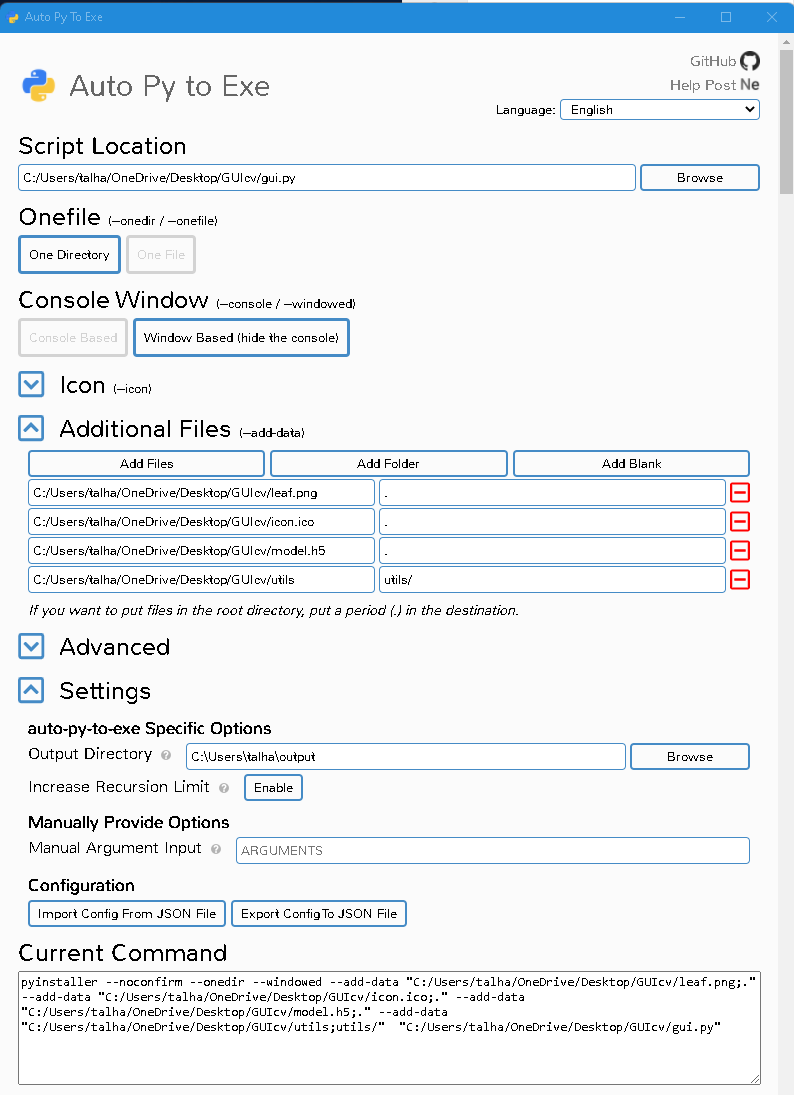 Auto Py To Exe
GitHub
Auto Py to Exe
Help Post Ne
Language: English
Script Location
C:/Users/talha/OneDrive/Desktop/GUIcv/gui.py Browse
Onefile (--onedir / --onefile)
One Directory One File
Console Window (--console / --windowed)
Console Based Window Based (hide the console)
Icon (--icon)
Additional Files (--add-data)
Add Files Add Folder Add Blank
C:/Users/talha/OneDrive/Desktop/GUIcv/leaf.png .
C:/Users/talha/OneDrive/Desktop/GUIcv/icon.ico .
C:/Users/talha/OneDrive/Desktop/GUIcv/model.h5 .
C:/Users/talha/OneDrive/Desktop/GUIcv/utils utils/
If you want to put files in the root directory, put a period (.) in the destination.
Advanced
Settings
auto-py-to-exe Specific Options
Output Directory ? C:\Users\talha\output Browse
Increase Recursion Limit ? Enable
Manually Provide Options
Manual Argument Input ? ARGUMENTS
Configuration
Import Config From JSON File Export Config To JSON File
Current Command
pyinstaller --noconfirm --onedir --windowed --add-data "C:/Users/talha/OneDrive/Desktop/GUIcv/leaf.png;."
--add-data "C:/Users/talha/OneDrive/Desktop/GUIcv/icon.ico;." --add-data
"C:/Users/talha/OneDrive/Desktop/GUIcv/model.h5;." --add-data
"C:/Users/talha/OneDrive/Desktop/GUIcv/utils;utils/"  "C:/Users/talha/OneDrive/Desktop/GUIcv/gui.py"